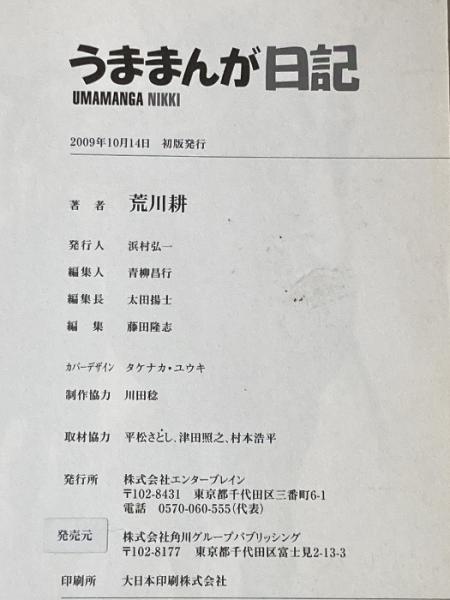 うままんが日記
UMAMANGA NIKKI
2009年10月14日　初版発行
著　者　荒川耕
発行人　浜村弘一
編集人　青柳昌行
編集長　太田揚士
編　集　藤田隆志
カバーデザイン　タケナカ・ユウキ
制作協力　川田稔
取材協力　平松さとし、津田照之、村本浩平
発行所　株式会社エンターブレイン
〒102-8431　東京都千代田区三番町6-1
電話　0570-060-555(代表)
発売元　株式会社角川グループパブリッシング
〒102-8177　東京都千代田区富士見2-13-3
印刷所　大日本印刷株式会社